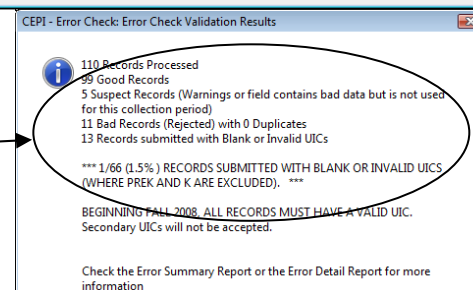 CEPI - Error Check: Error Check Validation Results
110 Records Processed
99 Good Records
5 Suspect Records (Warnings or field contains bad data but is not used
for this collection period)
11 Bad Records (Rejected) with 0 Duplicates
13 Records submitted with Blank or Invalid UICs
*** 1/66 (1.5% ) RECORDS SUBMITTED WITH BLANK OR INVALID UICS
(WHERE PREK AND K ARE EXCLUDED). ***
BEGINNING FALL 2008, ALL RECORDS MUST HAVE A VALID UIC.
Secondary UICs will not be accepted.
Check the Error Summary Report or the Error Detail Report for more
information